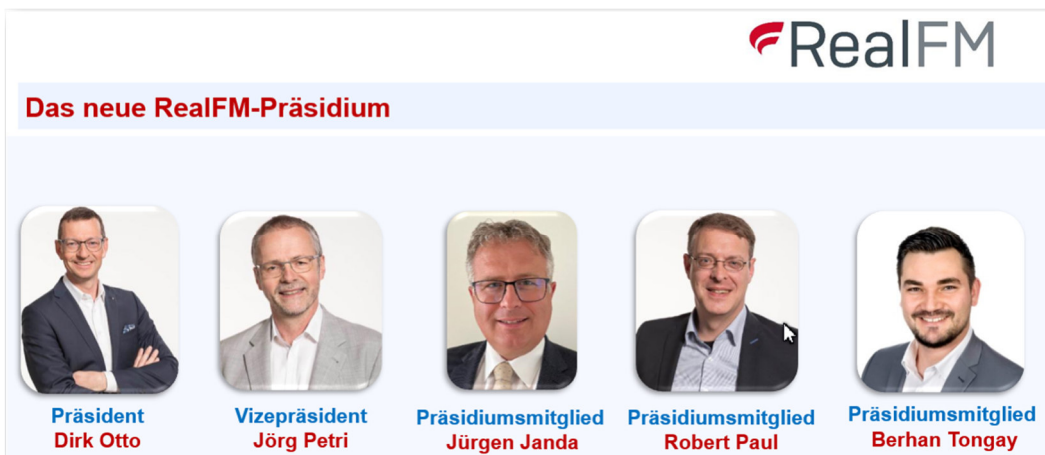 RealFM
Das neue RealFM-Präsidium
Präsident
Dirk Otto
Vizepräsident
Jörg Petri
Präsidiumsmitglied
Jürgen Janda
Präsidiumsmitglied
Robert Paul
Präsidiumsmitglied
Berhan Tongay